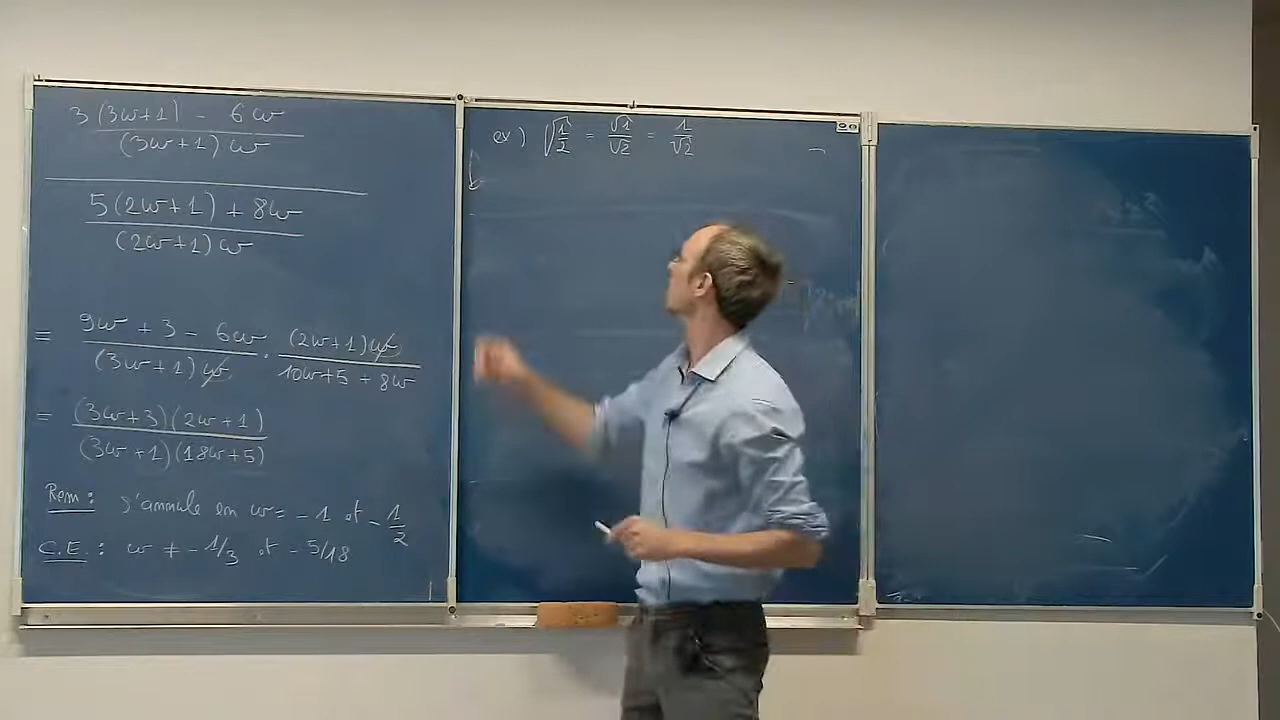 3(3w+1) - 6w
(3w+1)w
5(2w+1) + 8w
(2w+1)w
= 9w + 3 - 6w / (3w+1)w · (2w+1)w / 10w+5+8w
= (3w+3)(2w+1) / (3w+1)(18w+5)
Rem : s'annule en w = -1 et -1/2
C.E. : w ≠ -1/3 et -5/18
ex) √(1/2) = √1/√2 = 1/√2